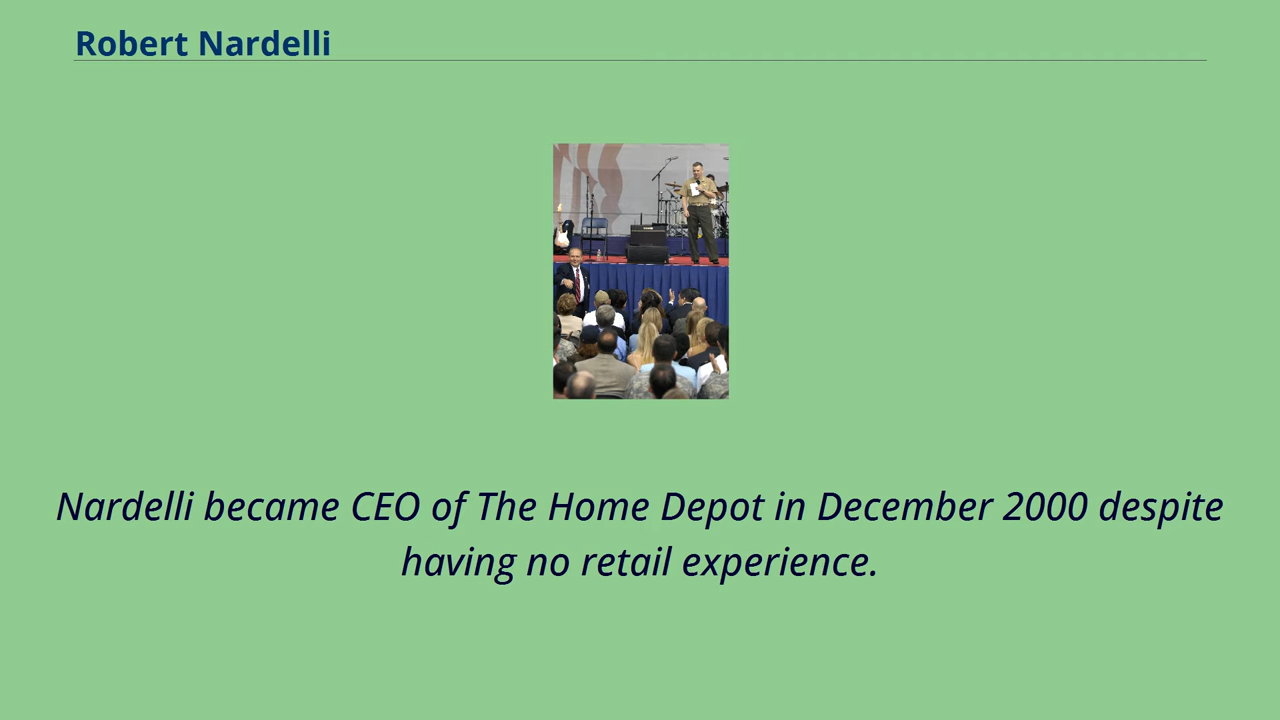 Robert Nardelli
Nardelli became CEO of The Home Depot in December 2000 despite
having no retail experience.